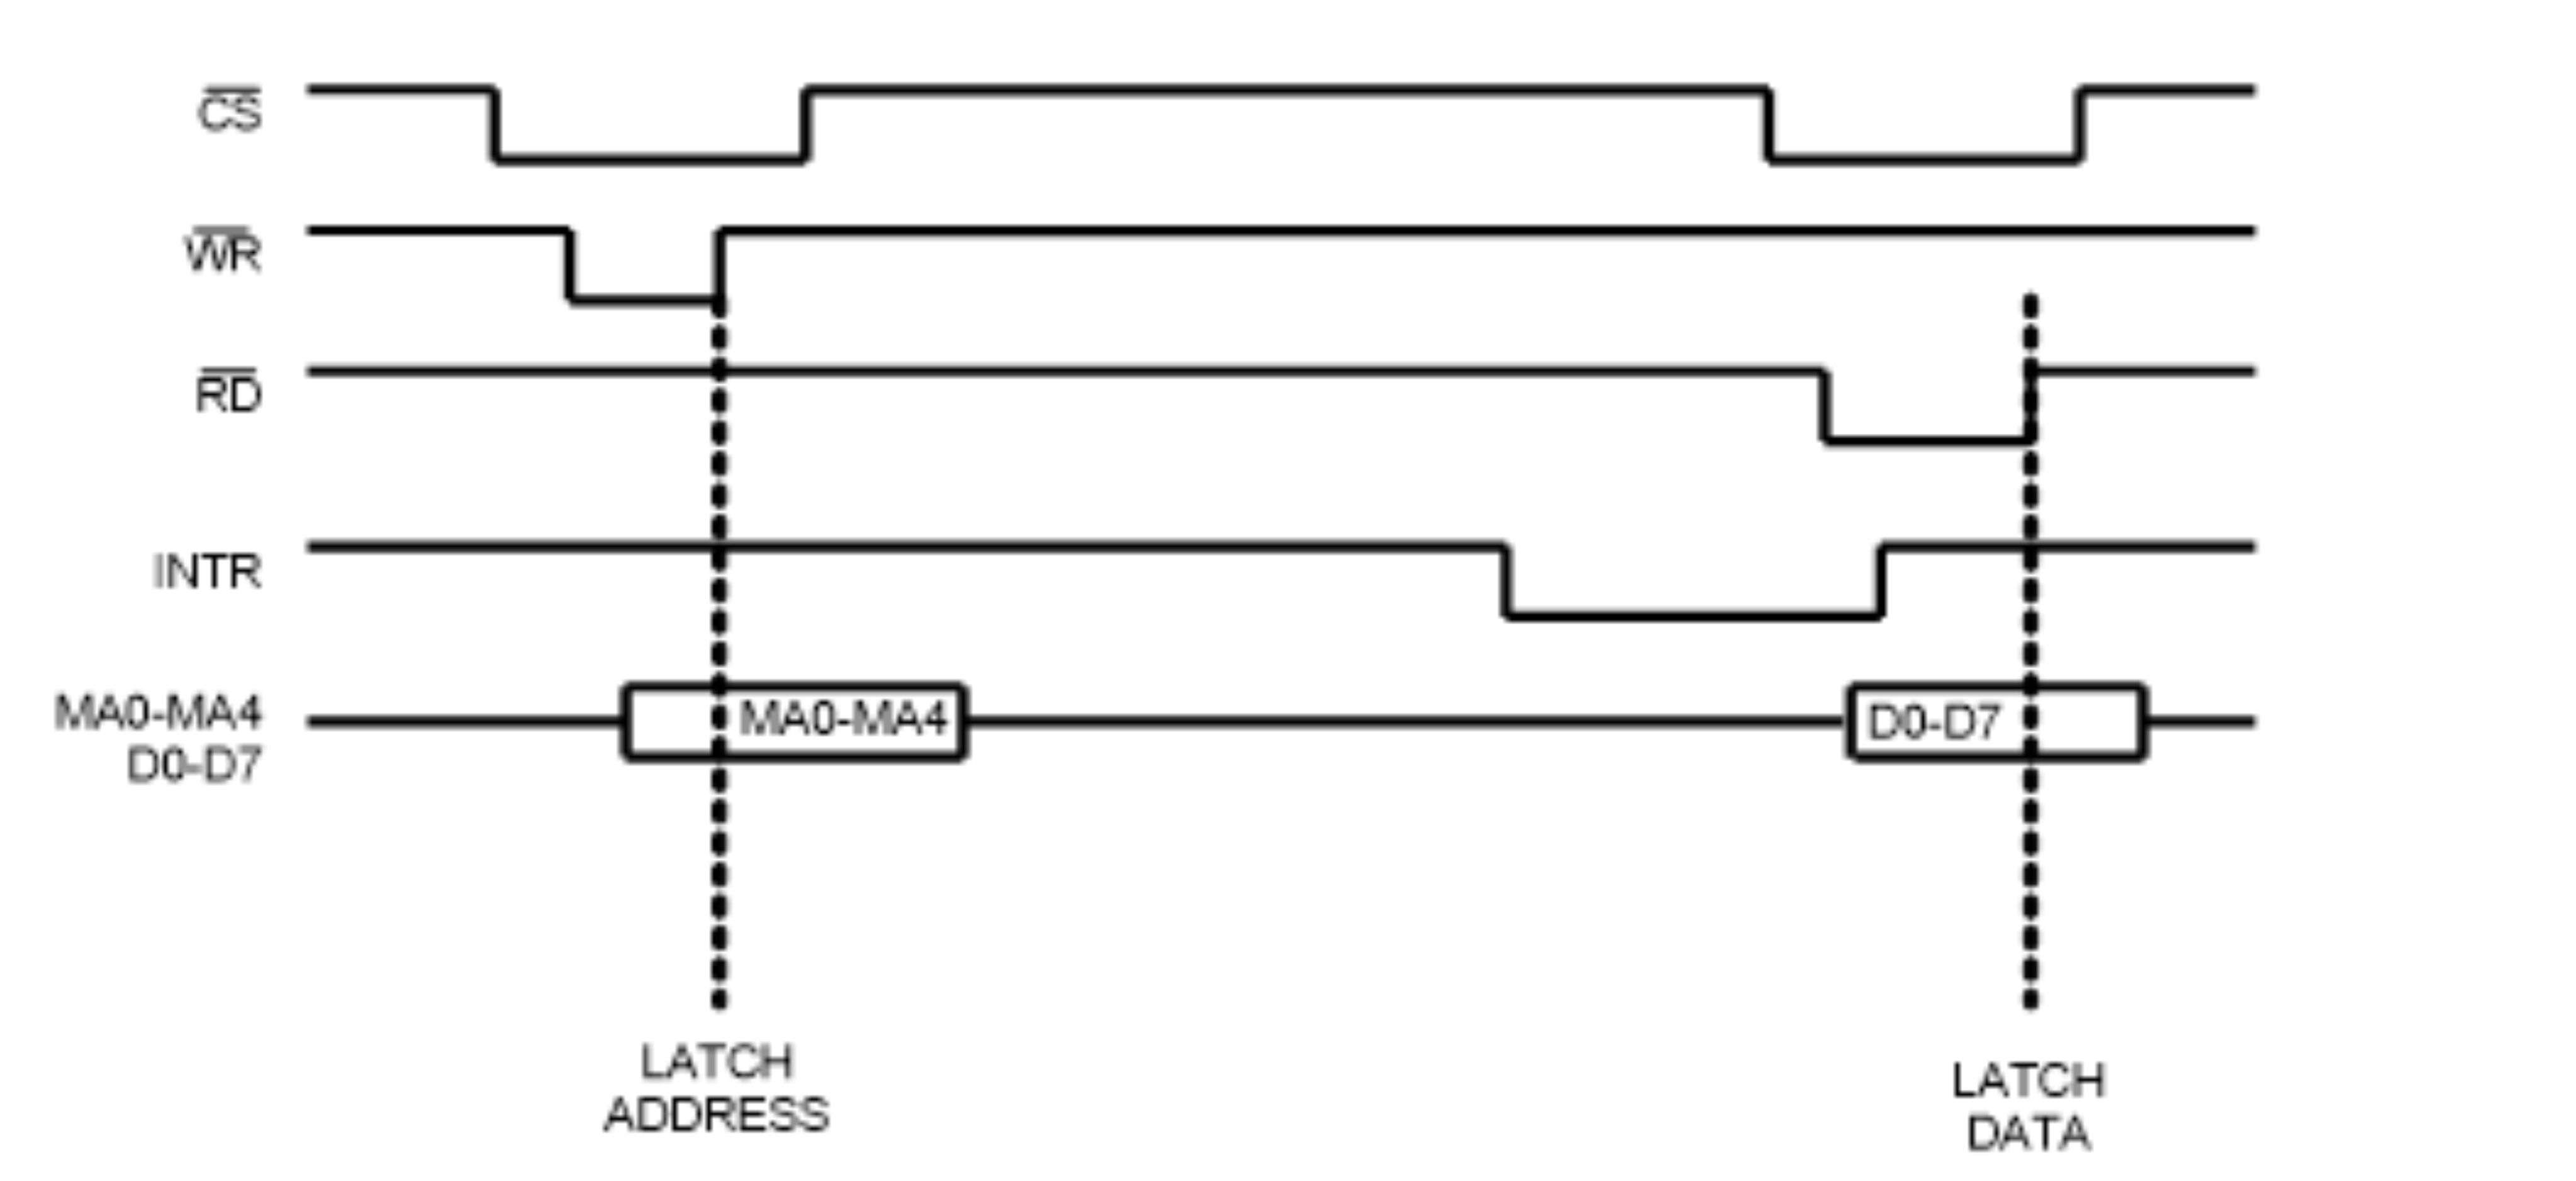 CS
WR
RD
INTR
MA0-MA4
D0-D7
MA0-MA4
D0-D7
LATCH
ADDRESS
LATCH
DATA